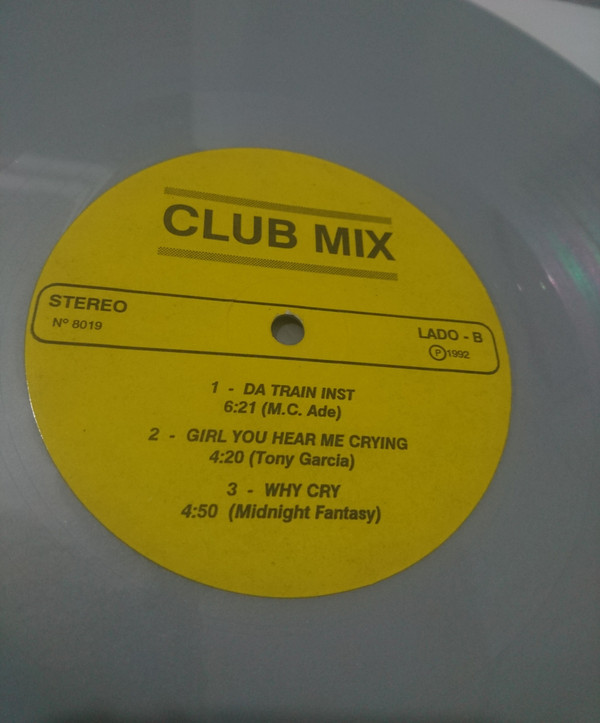 CLUB MIX
STEREO
Nº 8019
LADO - B
Ⓟ1992
1 - DA TRAIN INST
6:21 (M.C. Ade)
2 - GIRL YOU HEAR ME CRYING
4:20 (Tony Garcia)
3 - WHY CRY
4:50 (Midnight Fantasy)